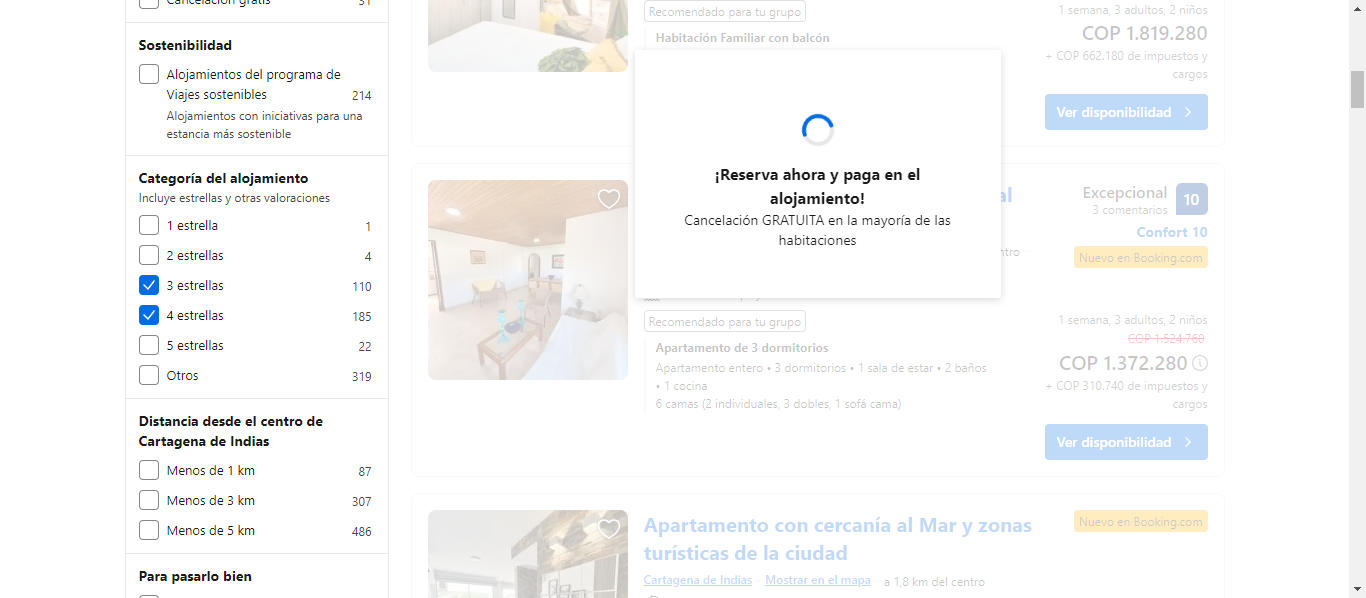 Cancelación gratis 31
Sostenibilidad
Alojamientos del programa de
Viajes sostenibles 214
Alojamientos con iniciativas para una
estancia más sostenible
Categoría del alojamiento
Incluye estrellas y otras valoraciones
1 estrella 1
2 estrellas 4
3 estrellas 110
4 estrellas 185
5 estrellas 22
Otros 319
Distancia desde el centro de
Cartagena de Indias
Menos de 1 km 87
Menos de 3 km 307
Menos de 5 km 486
Para pasarlo bien
Recomendado para tu grupo
Habitación Familiar con balcón
1 semana, 3 adultos, 2 niños
COP 1.819.280
+ COP 662.180 de impuestos y
cargos
Ver disponibilidad
¡Reserva ahora y paga en el
alojamiento!
Cancelación GRATUITA en la mayoría de las
habitaciones
al
Excepcional 10
3 comentarios
Confort 10
ntro
Nuevo en Booking.com
Recomendado para tu grupo
Apartamento de 3 dormitorios
Apartamento entero • 3 dormitorios • 1 sala de estar • 2 baños
• 1 cocina
6 camas (2 individuales, 3 dobles, 1 sofá cama)
1 semana, 3 adultos, 2 niños
COP 1.524.760
COP 1.372.280
+ COP 310.740 de impuestos y
cargos
Ver disponibilidad
Apartamento con cercanía al Mar y zonas
turísticas de la ciudad
Nuevo en Booking.com
Cartagena de Indias Mostrar en el mapa a 1,8 km del centro